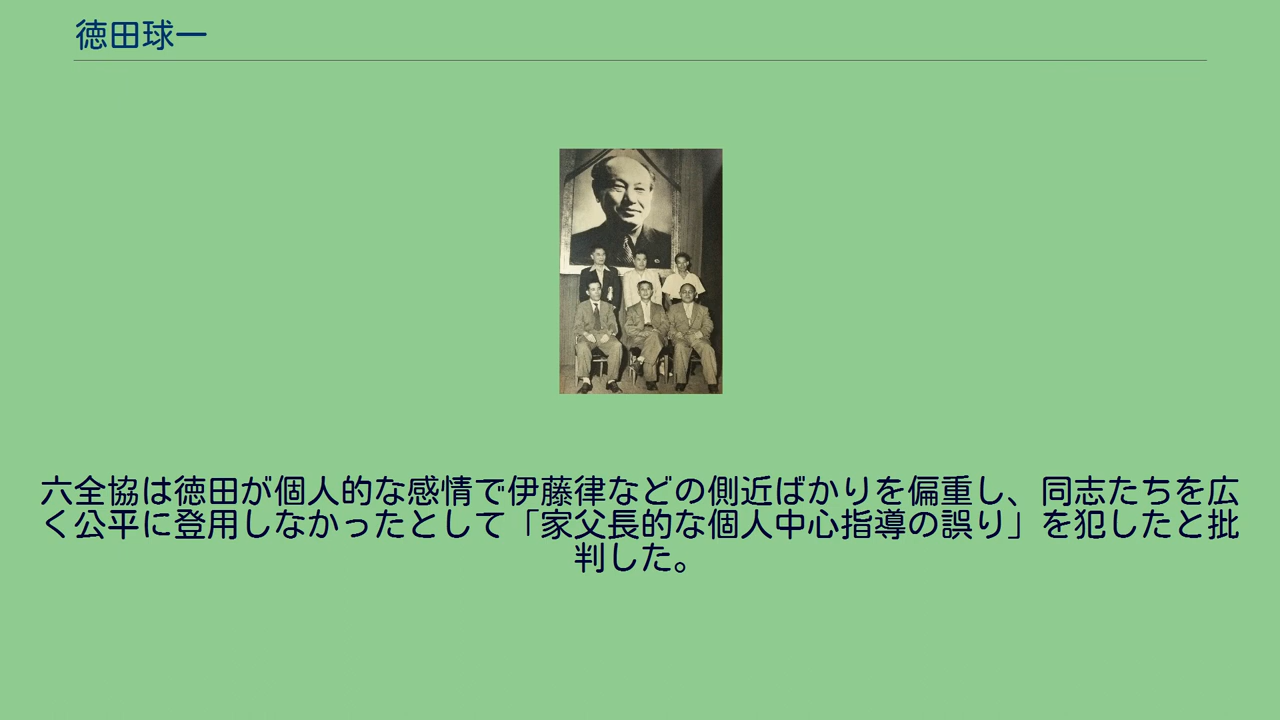 徳田球一
六全協は徳田が個人的な感情で伊藤律などの側近ばかりを偏重し、同志たちを広
く公平に登用しなかったとして「家父長的な個人中心指導の誤り」を犯したと批
判した。